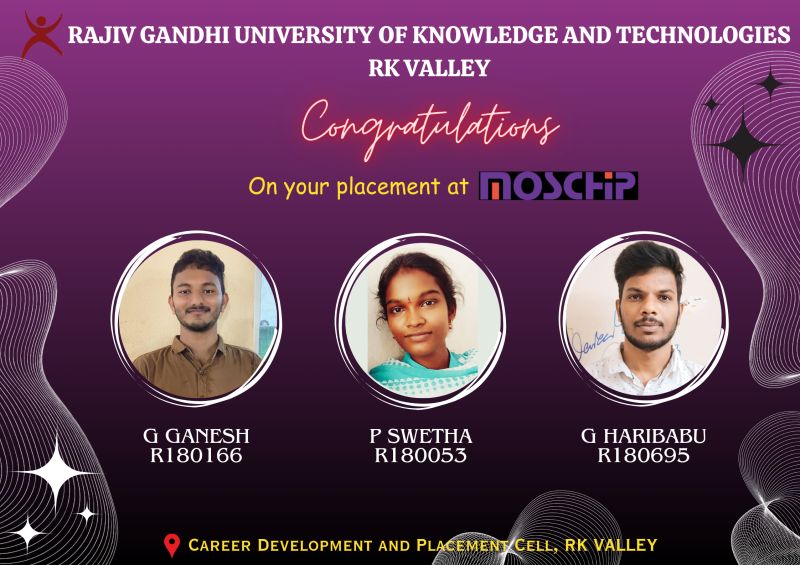 RAJIV GANDHI UNIVERSITY OF KNOWLEDGE AND TECHNOLOGIES
RK VALLEY
Congratulations
On your placement at MOSCHIP
G GANESH
R180166
P SWETHA
R180053
G HARIBABU
R180695
CAREER DEVELOPMENT AND PLACEMENT CELL, RK VALLEY